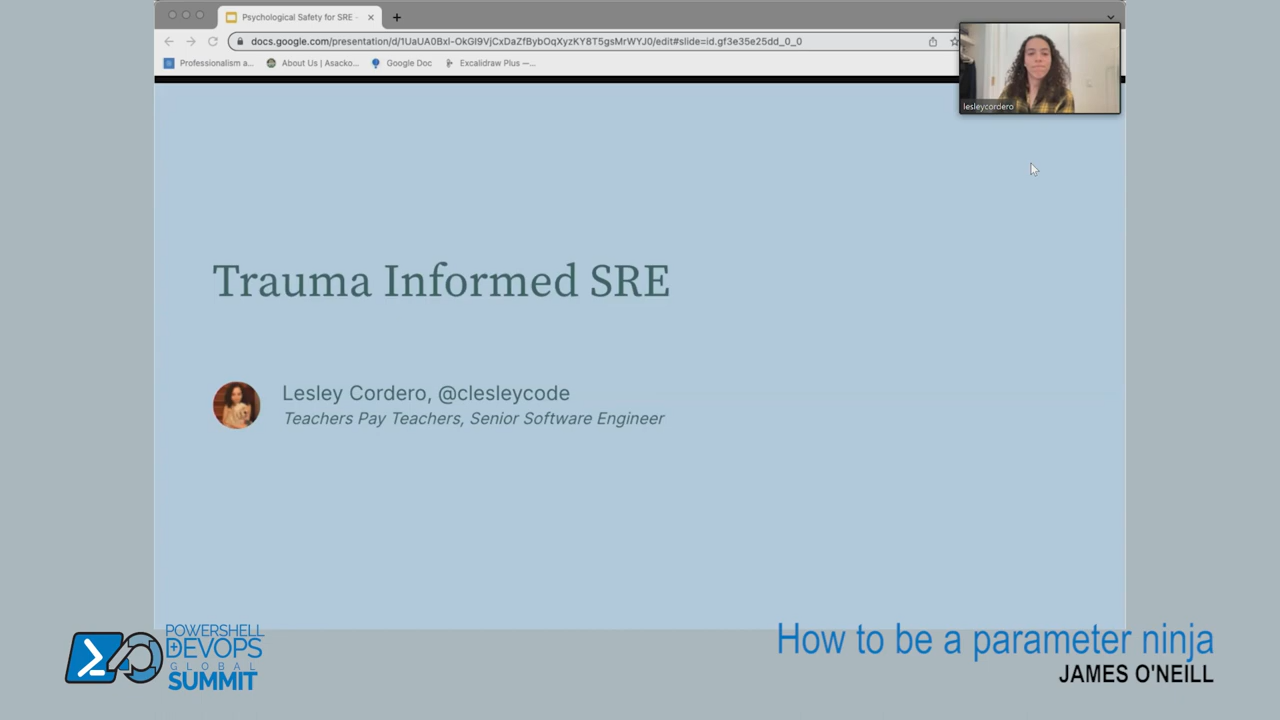 Psychological Safety for SRE -
docs.google.com/presentation/d/1UaUA0Bxl-OkGl9VjCxDaZfBybOqXyzKY8T5gsMrWYJ0/edit#slide=id.gf3e35e25dd_0_0
Professionalism a... About Us | Asacko... Google Doc Excalidraw Plus —...
lesleycordero
Trauma Informed SRE
Lesley Cordero, @clesleycode
Teachers Pay Teachers, Senior Software Engineer
POWERSHELL
DEVOPS
GLOBAL
SUMMIT
How to be a parameter ninja
JAMES O'NEILL